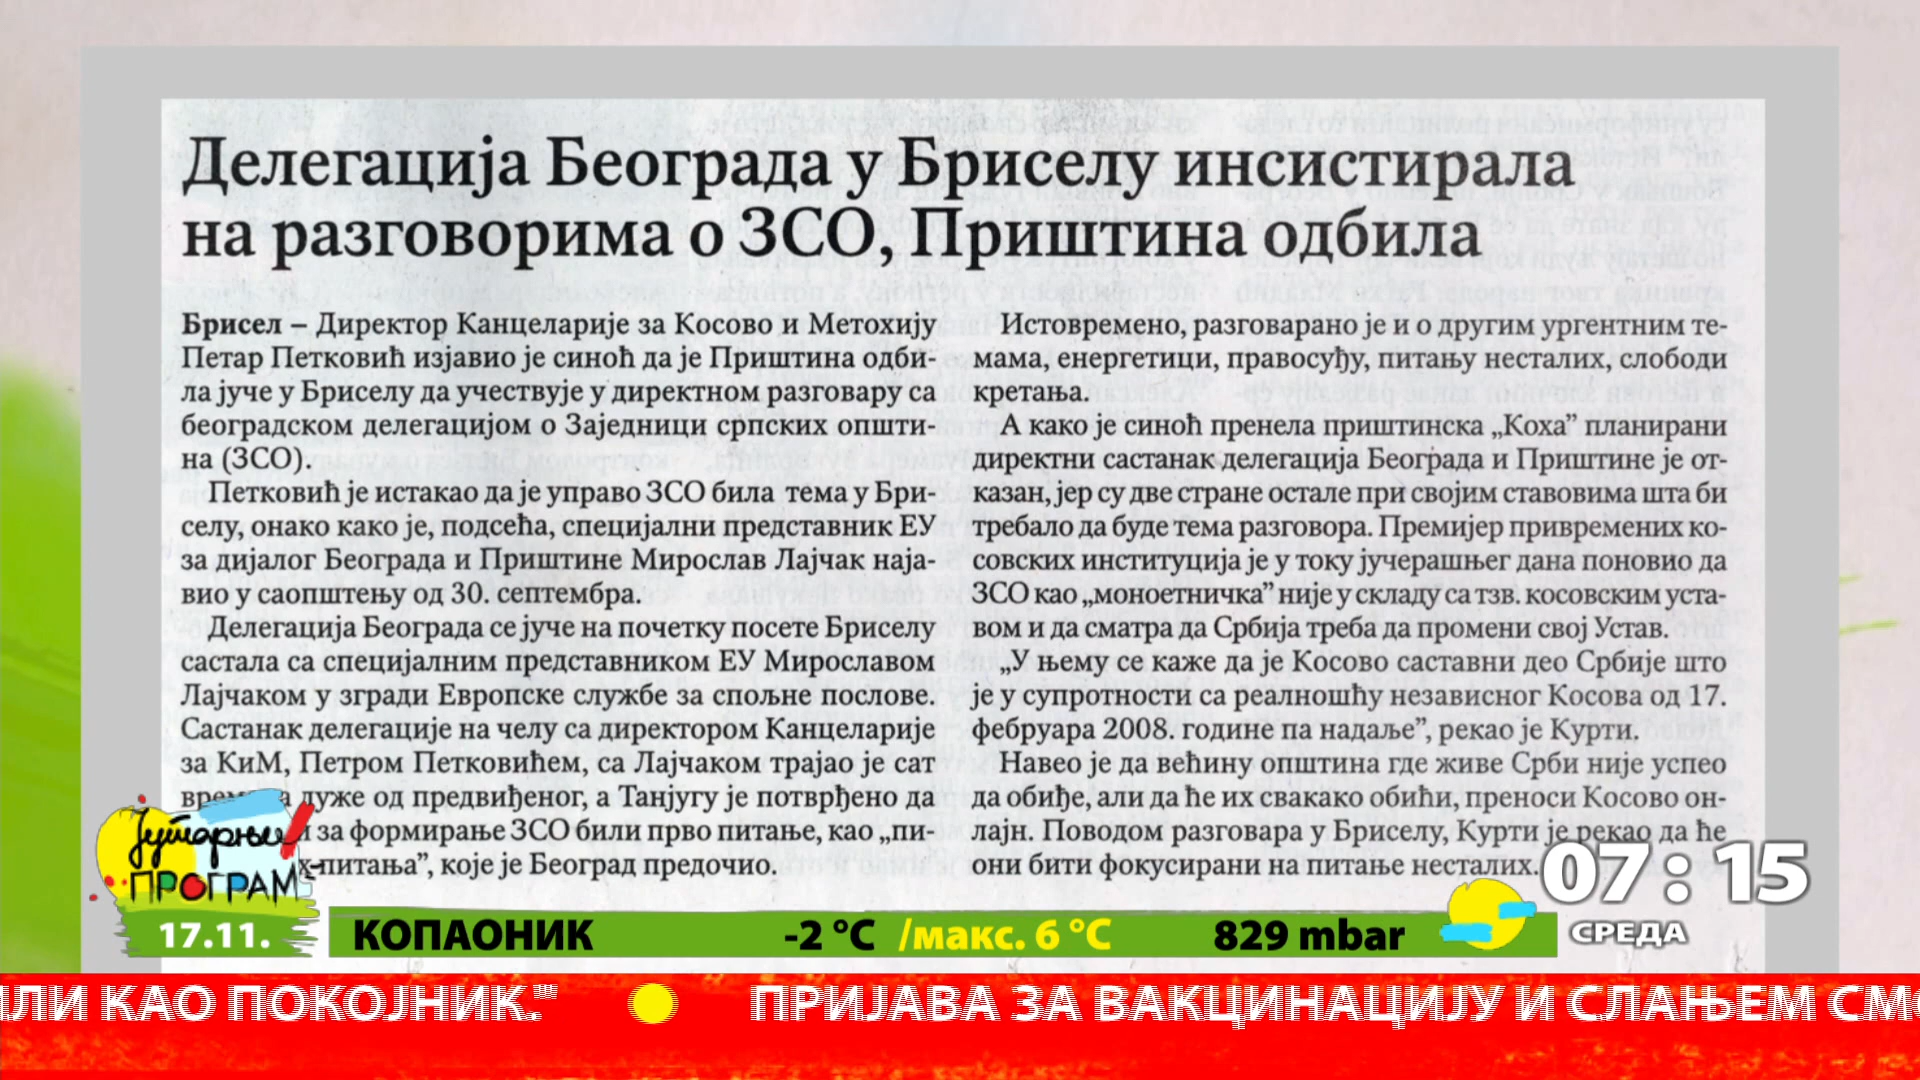 Делегација Београда у Бриселу инсистирала
на разговорима о ЗСО, Приштина одбила
Брисел – Директор Канцеларије за Косово и Метохију
Петар Петковић изјавио је синоћ да је Приштина одби-
ла јуче у Бриселу да учествује у директном разговару са
београдском делегацијом о Заједници српских општи-
на (ЗСО).
Петковић је истакао да је управо ЗСО била тема у Бри-
селу, онако како је, подсећа, специјални представник ЕУ
за дијалог Београда и Приштине Мирослав Лајчак наја-
вио у саопштењу од 30. септембра.
Делегација Београда се јуче на почетку посете Бриселу
састала са специјалним представником ЕУ Мирославом
Лајчаком у згради Европске службе за спољне послове.
Састанак делегације на челу са директором Канцеларије
за КиМ, Петром Петковићем, са Лајчаком трајао је сат
дуже од предвиђеног, а Танјугу је потврђено да
за формирање ЗСО били прво питање, као „пи-
х-питања”, које је Београд предочио.
Истовремено, разговарано је и о другим ургентним те-
мама, енергетици, правосуђу, питању несталих, слободи
кретања.
А како је синоћ пренела приштинска „Коха” планирани
директни састанак делегација Београда и Приштине је от-
казан, јер су две стране остале при својим ставовима шта би
требало да буде тема разговора. Премијер привремених ко-
совских институција је у току јучерашњег дана поновио да
ЗСО као „моноетничка” није у складу са тзв. косовским уста-
вом и да сматра да Србија треба да промени свој Устав.
„У њему се каже да је Косово саставни део Србије што
је у супротности са реалношћу независног Косова од 17.
фебруара 2008. године па надаље”, рекао је Курти.
Навео је да већину општина где живе Срби није успео
да обиђе, али да ће их свакако обићи, преноси Косово он-
лајн. Поводом разговора у Бриселу, Курти је рекао да ће
они бити фокусирани на питање несталих.
Јутарњи
ПРОГРАМ
17.11.
КОПАОНИК -2 °C /макс. 6 °C 829 mbar
07:15
СРЕДА
ИЛИ КАО ПОКОЈНИК."' ПРИЈАВА ЗА ВАКЦИНАЦИЈУ И СЛАЊЕМ СМС